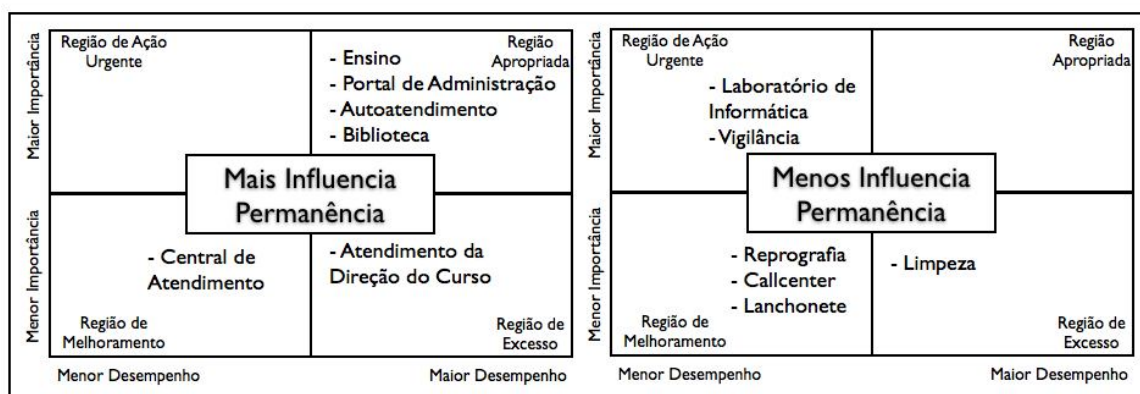 Maior Importância
Menor Importância
Região de Ação
Urgente
- Ensino
- Portal de Administração
- Autoatendimento
- Biblioteca
Região
Apropriada
Mais Influencia
Permanência
- Central de
Atendimento
- Atendimento da
Direção do Curso
Região de
Melhoramento
Região de
Excesso
Menor Desempenho
Maior Desempenho
Maior Importância
Menor Importância
Região de Ação
Urgente
- Laboratório de
Informática
- Vigilância
Região
Apropriada
Menos Influencia
Permanência
- Reprografia
- Callcenter
- Lanchonete
- Limpeza
Região de
Melhoramento
Região de
Excesso
Menor Desempenho
Maior Desempenho